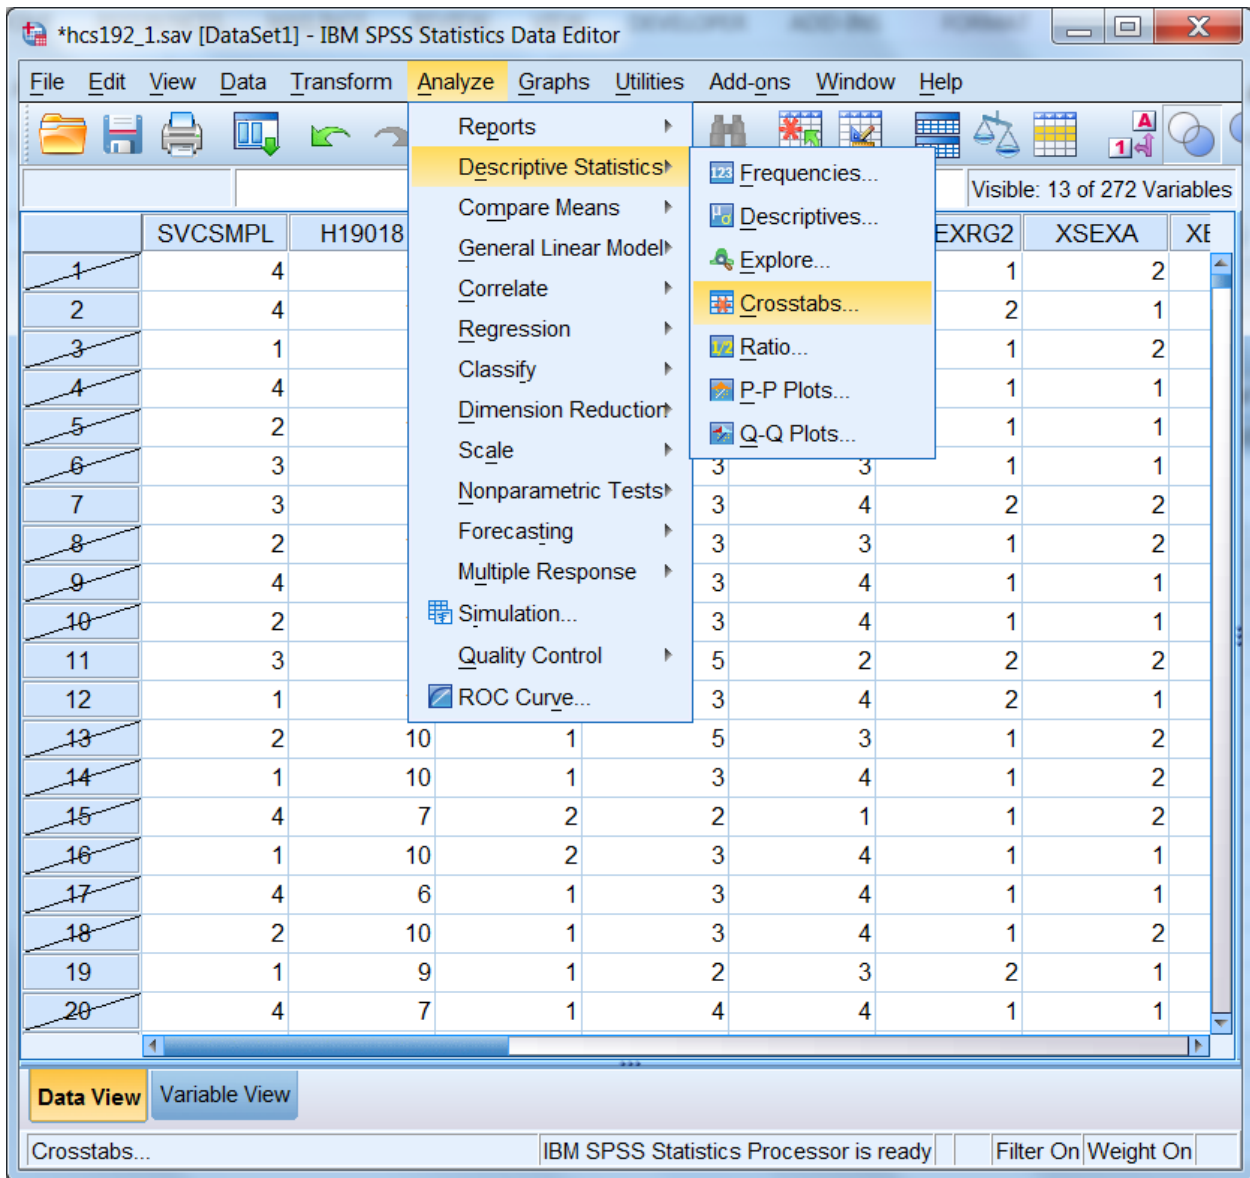 *hcs192_1.sav [DataSet1] - IBM SPSS Statistics Data Editor
File Edit View Data Transform Analyze Graphs Utilities Add-ons Window Help
Visible: 13 of 272 Variables
Reports
Descriptive Statistics
Compare Means
General Linear Model
Correlate
Regression
Classify
Dimension Reduction
Scale
Nonparametric Tests
Forecasting
Multiple Response
Simulation...
Quality Control
ROC Curve...
Frequencies...
Descriptives...
Explore...
Crosstabs...
1/2 Ratio...
P-P Plots...
Q-Q Plots...
SVCSMPL H19018 EXRG2 XSEXA
1 4 1 2
2 4 2 1
3 1 1 2
4 4 1 1
5 2 1 1
6 3 3 3 1 1
7 3 3 4 2 2
8 2 3 3 1 2
9 4 3 4 1 1
10 2 3 4 1 1
11 3 5 2 2 2
12 1 3 4 2 1
13 2 10 1 5 3 1 2
14 1 10 1 3 4 1 2
15 4 7 2 2 1 1 2
16 1 10 2 3 4 1 1
17 4 6 1 3 4 1 1
18 2 10 1 3 4 1 2
19 1 9 1 2 3 2 1
20 4 7 1 4 4 1 1
Data View Variable View
Crosstabs... IBM SPSS Statistics Processor is ready Filter On Weight On